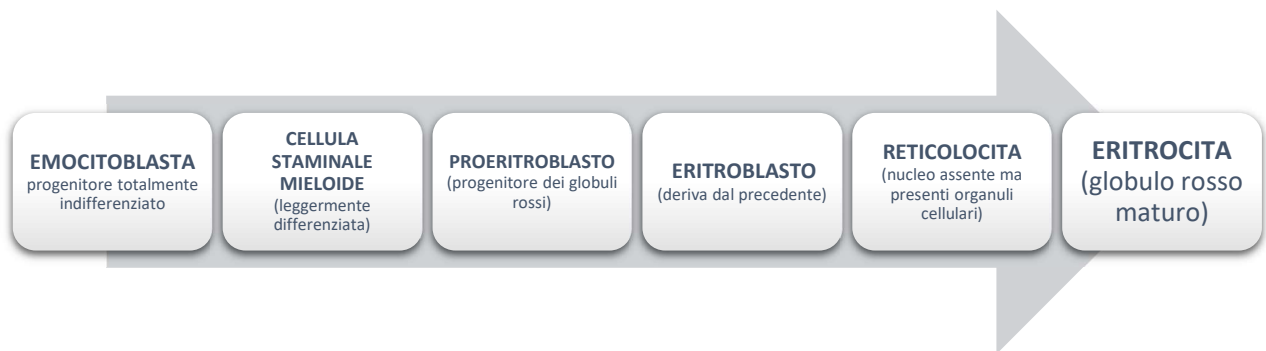 EMOCITOBLASTA
progenitore totalmente
indifferenziato
CELLULA
STAMINALE
MIELOIDE
(leggermente
differenziata)
PROERITROBLASTO
(progenitore dei globuli
rossi)
ERITROBLASTO
(deriva dal precedente)
RETICOLOCITA
(nucleo assente ma
presenti organuli
cellulari)
ERITROCITA
(globulo rosso
maturo)